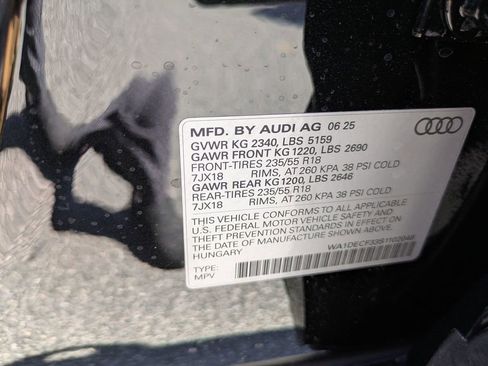 MFD. BY AUDI AG 06 25
GVWR KG 2340, LBS 5159
GAWR FRONT KG 1220, LBS 2690
FRONT-TIRES 235/55 R18
7JX18 RIMS, AT 260 KPA 38 PSI COLD
GAWR REAR KG 1200, LBS 2646
REAR-TIRES 235/55 R18
7JX18 RIMS, AT 260 KPA 38 PSI COLD
THIS VEHICLE CONFORMS TO ALL APPLICABLE
U.S. FEDERAL MOTOR VEHICLE SAFETY AND
THEFT PREVENTION STANDARDS IN EFFECT ON
THE DATE OF MANUFACTURE SHOWN ABOVE.
HUNGARY
WA10ECF33S1102048
TYPE:
MPV